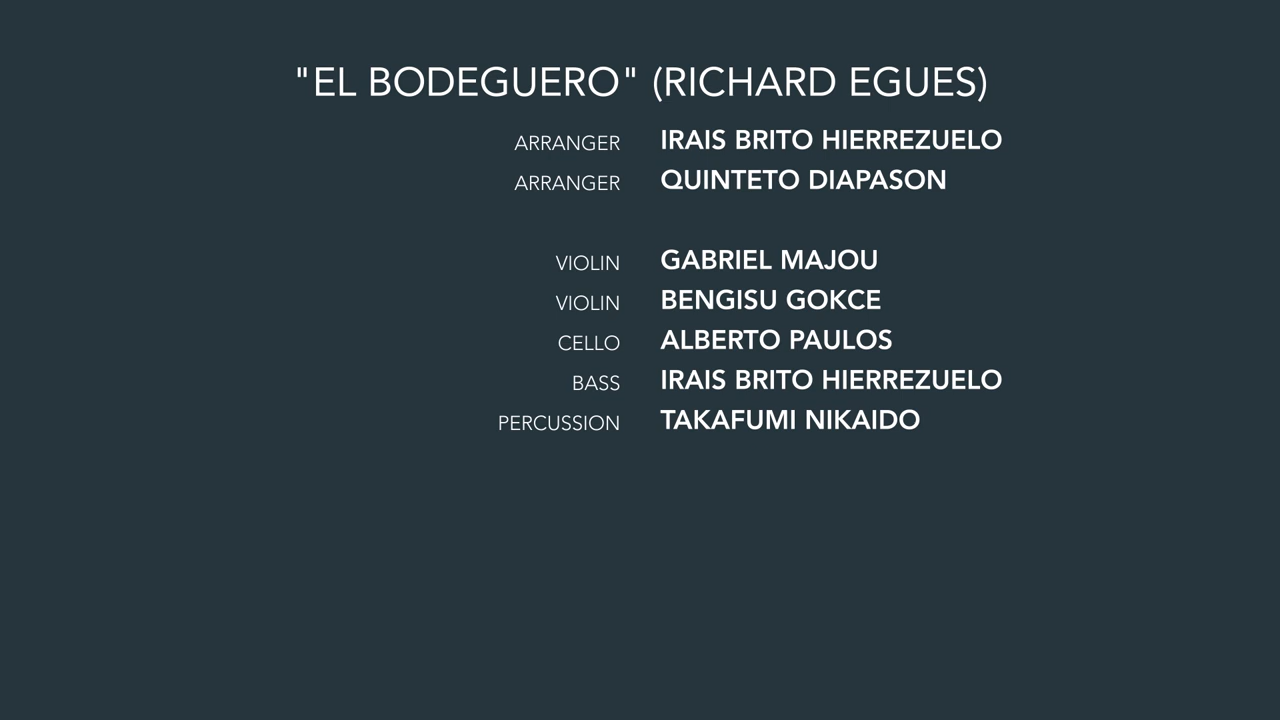 "EL BODEGUERO" (RICHARD EGUES)
ARRANGER IRAIS BRITO HIERREZUELO
ARRANGER QUINTETO DIAPASON
VIOLIN GABRIEL MAJOU
VIOLIN BENGISU GOKCE
CELLO ALBERTO PAULOS
BASS IRAIS BRITO HIERREZUELO
PERCUSSION TAKAFUMI NIKAIDO